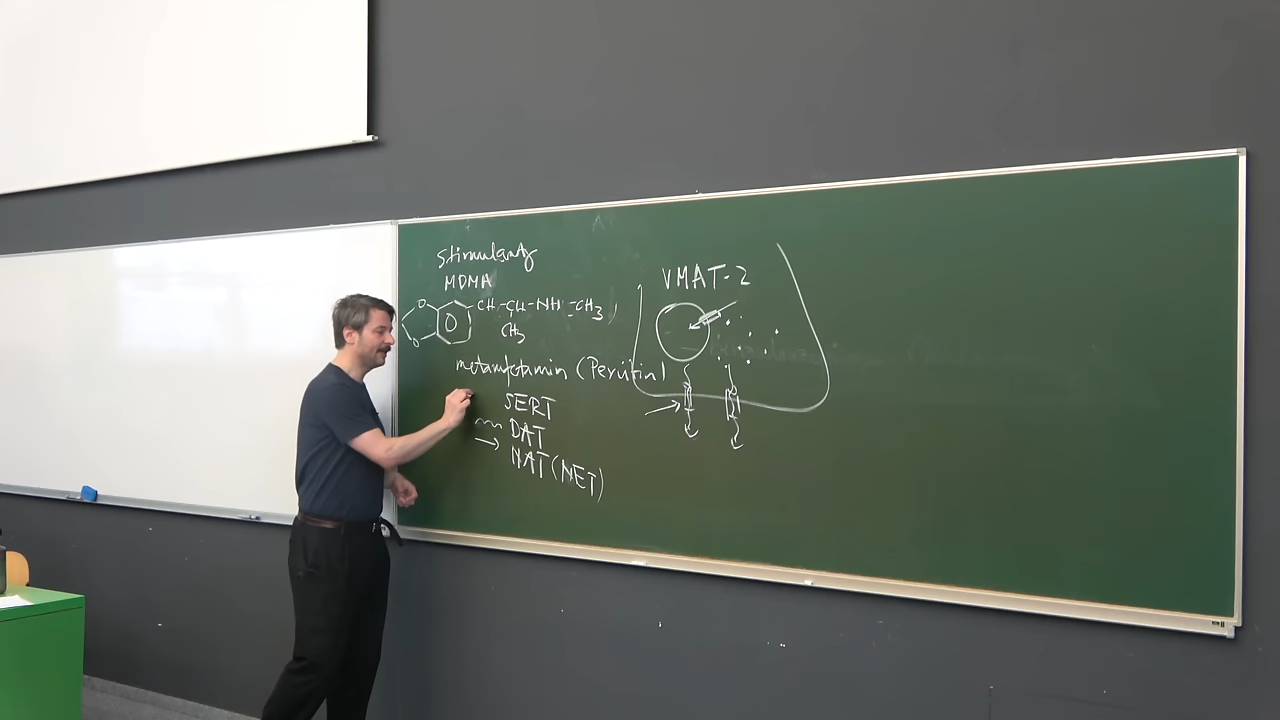 stimulanty
MDMA
O
O
CH-CH-NH-CH3
CH3
metamfetamin (Pervitin)
SERT
DAT
NAT (NET)
VMAT-2